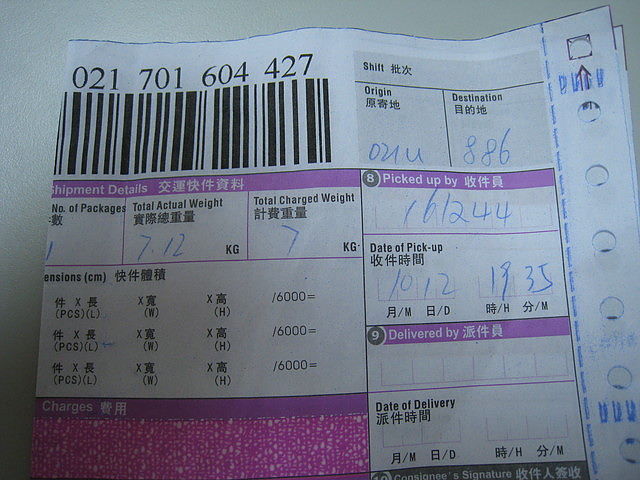 021 701 604 427
Shift 批次
Origin 原寄地
Destination 目的地
021U
886
Shipment Details 交運快件資料
No. of Packages
數
1
Total Actual Weight
實際總重量
7.12 KG
Total Charged Weight
計費重量
7 KG
8 Picked up by 收件員
161244
Date of Pick-up
收件時間
10 12 19 35
月/M 日/D 時/H 分/M
ensions (cm) 快件體積
件 X 長 X 寬 X 高 /6000=
(PCS)(L) (W) (H)
件 X 長 X 寬 X 高 /6000=
(PCS)(L) (W) (H)
件 X 長 X 寬 X 高 /6000=
(PCS)(L) (W) (H)
9 Delivered by 派件員
Date of Delivery
派件時間
月/M 日/D 時/H 分/M
Charges 費用
10 Consignee's Signature 收件人簽收